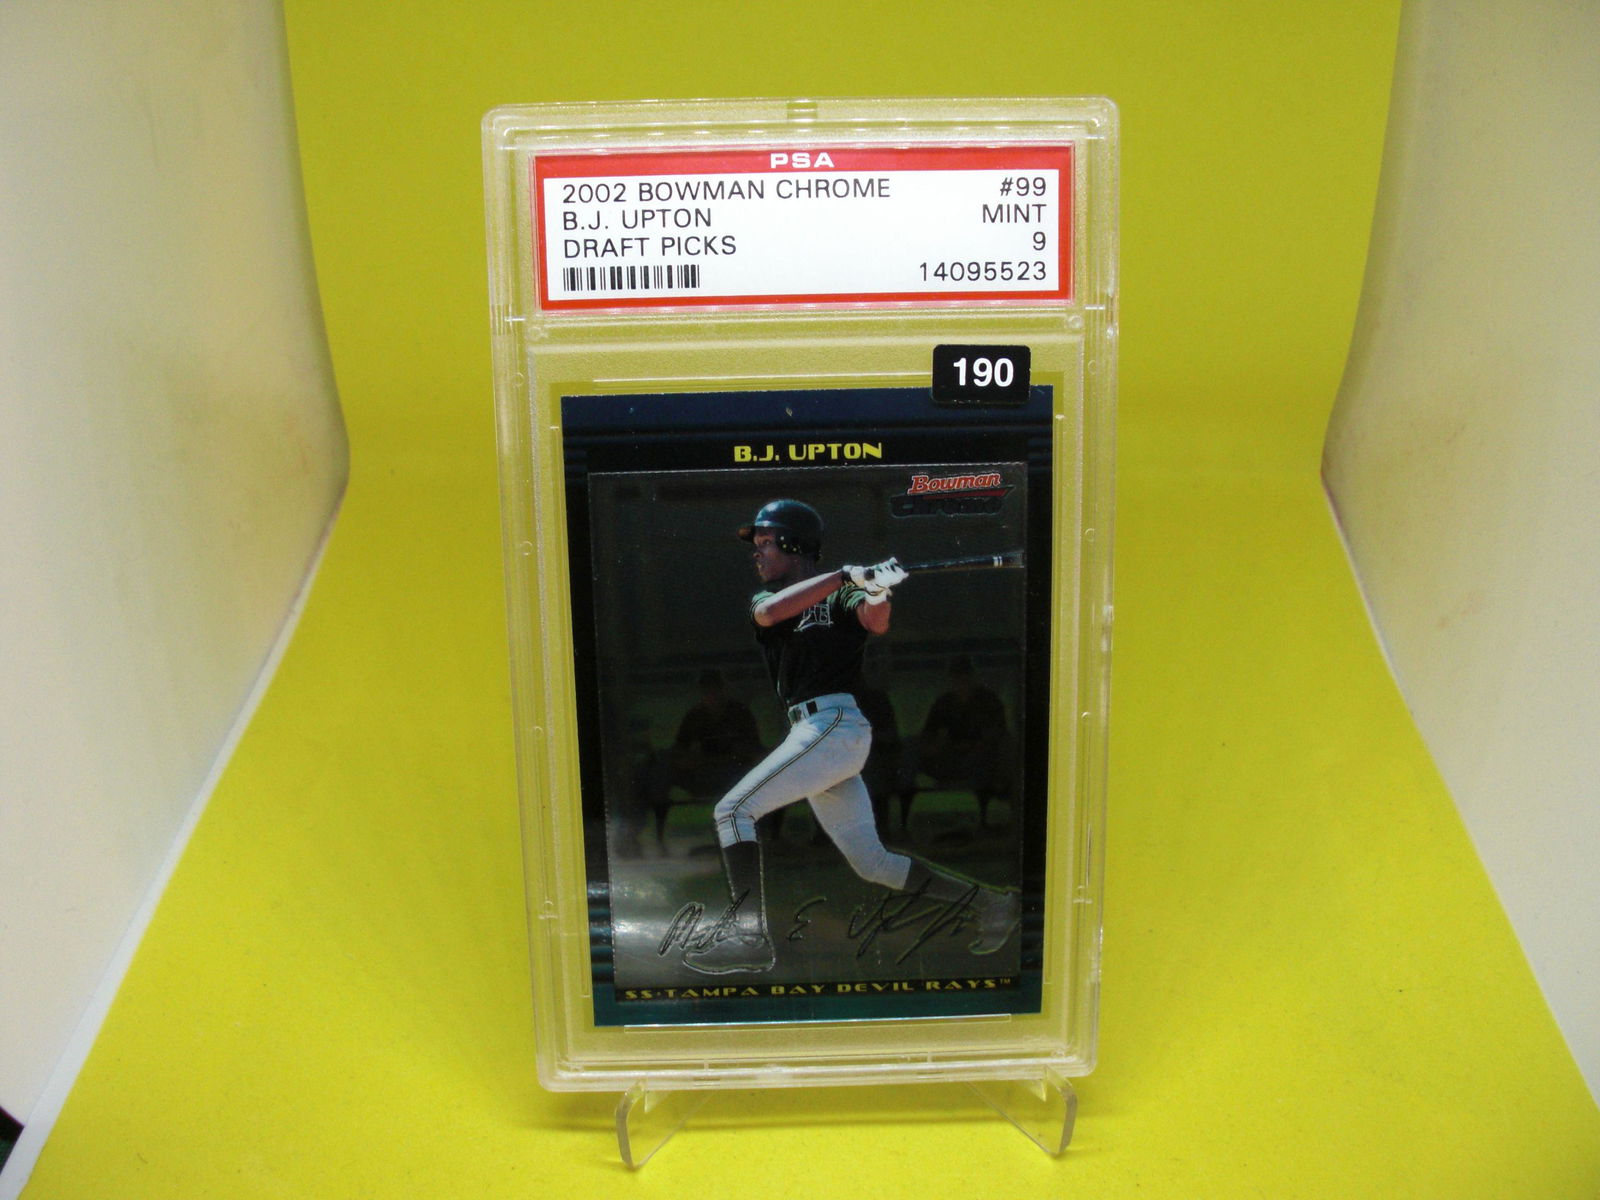 PSA
2002 BOWMAN CHROME #99
B.J. UPTON MINT
DRAFT PICKS 9
14095523
190
B.J. UPTON
Bowman
Chrome
SS·TAMPA BAY DEVIL RAYS™